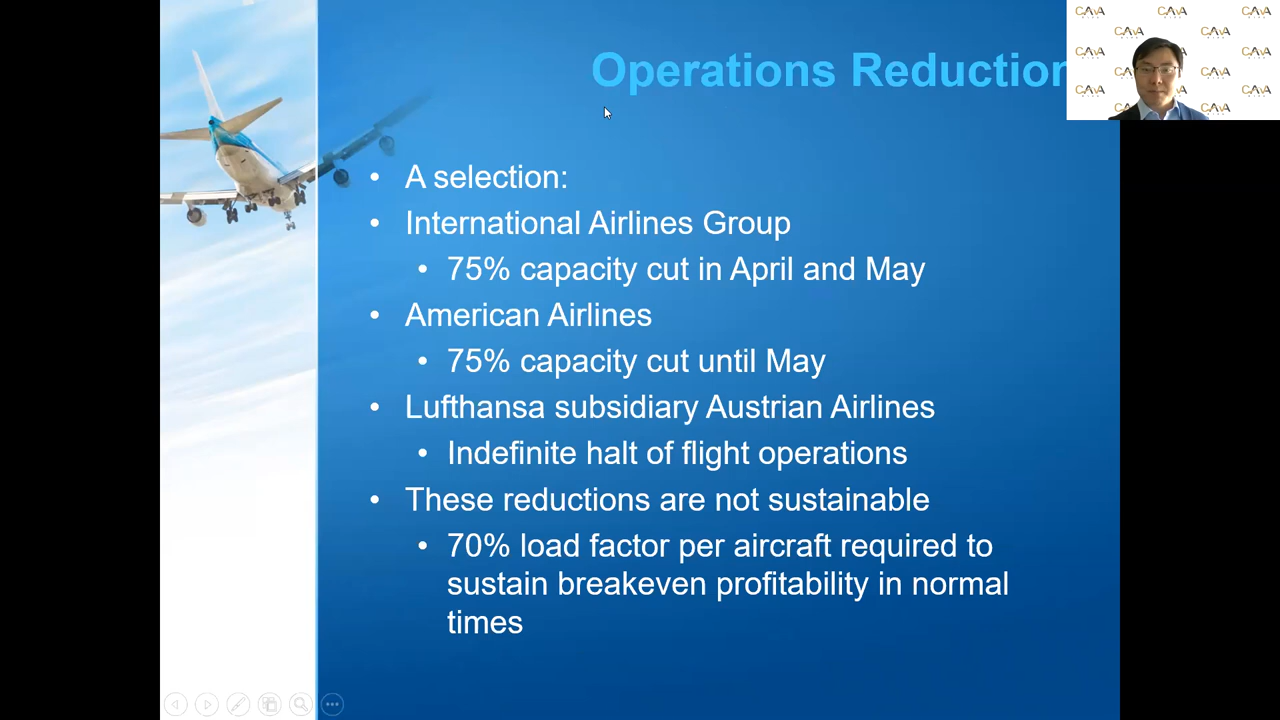 Operations Reduction
A selection:
International Airlines Group
75% capacity cut in April and May
American Airlines
75% capacity cut until May
Lufthansa subsidiary Austrian Airlines
Indefinite halt of flight operations
These reductions are not sustainable
70% load factor per aircraft required to
sustain breakeven profitability in normal
times